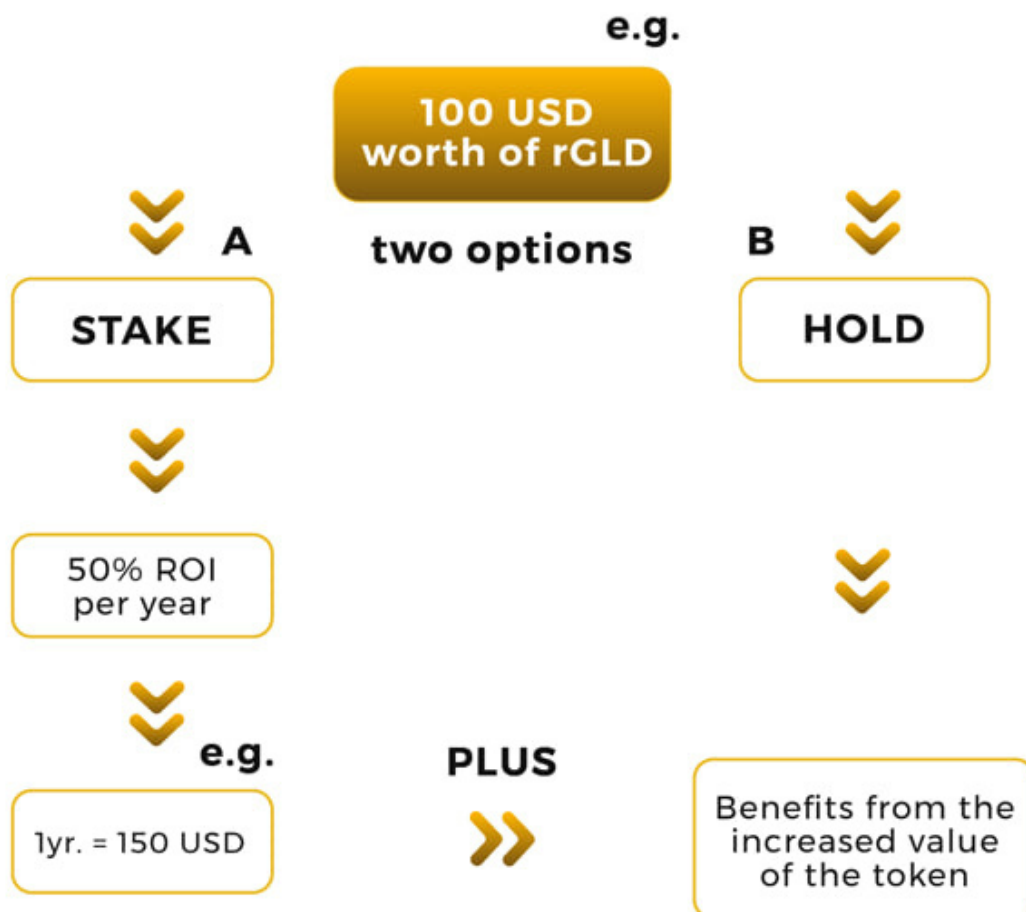 e.g.
100 USD
worth of rGLD
A
two options
B
STAKE
HOLD
50% ROI
per year
e.g.
1yr. = 150 USD
PLUS
Benefits from the
increased value
of the token